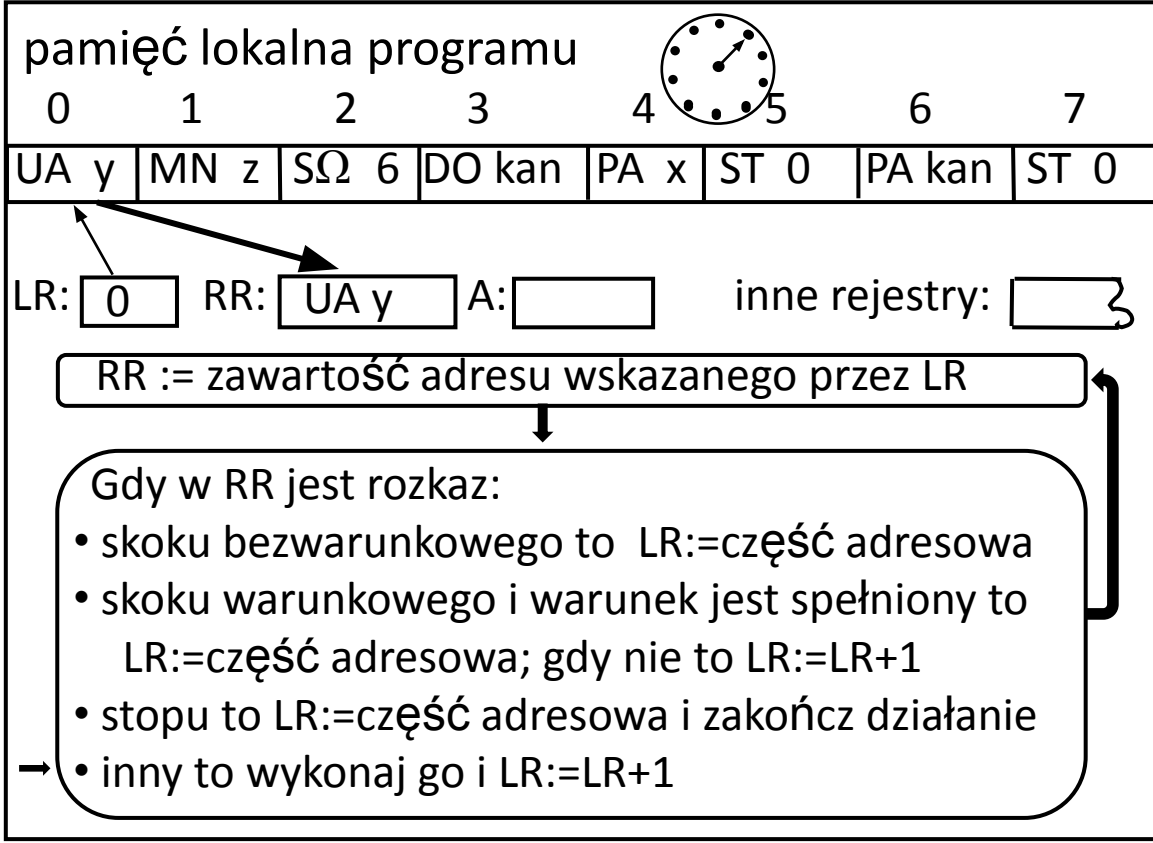 pamięć lokalna programu
0 1 2 3 4 5 6 7
UA y MN z SΩ 6 DO kan PA x ST 0 PA kan ST 0
LR: 0 RR: UA y A: inne rejestry:
RR := zawartość adresu wskazanego przez LR
Gdy w RR jest rozkaz:
• skoku bezwarunkowego to LR:=część adresowa
• skoku warunkowego i warunek jest spełniony to
LR:=część adresowa; gdy nie to LR:=LR+1
• stopu to LR:=część adresowa i zakończ działanie
• inny to wykonaj go i LR:=LR+1